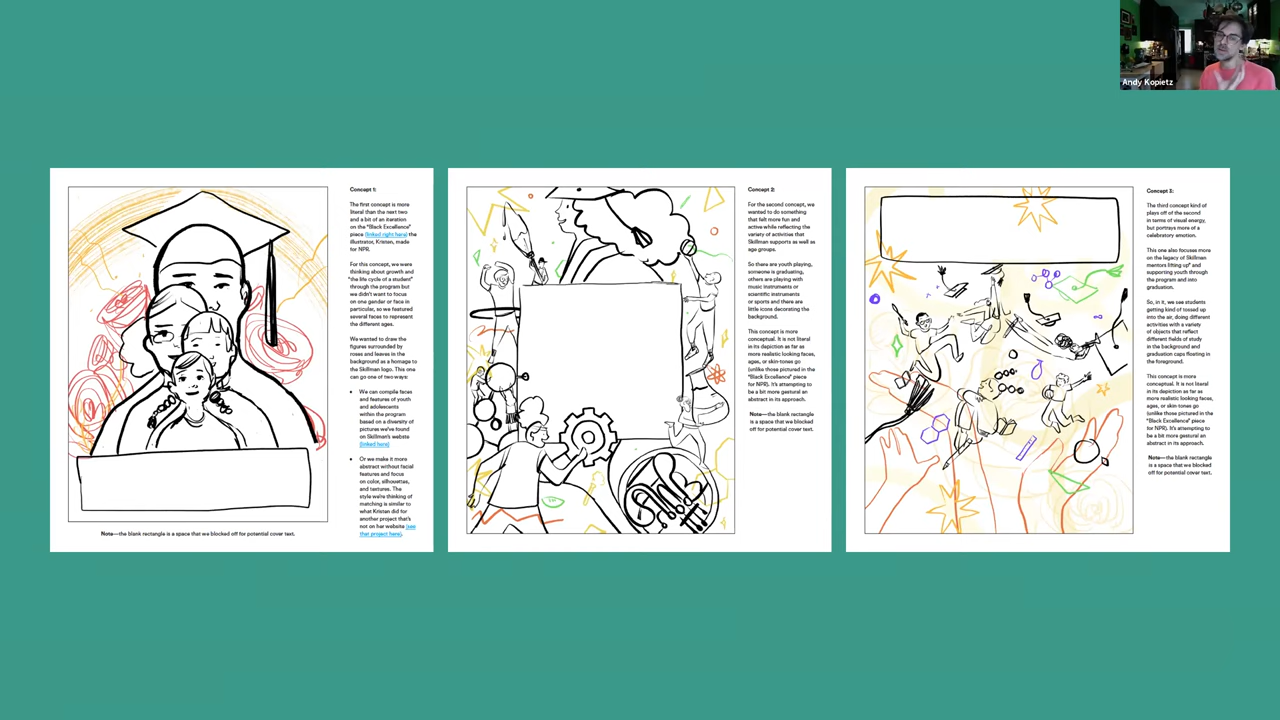 Andy Kopietz
Concept 1:
The first concept is more
literal than the next two
and a bit of an iteration
on the "Black Excellence"
piece (linked right here) the
illustrator, Kristen, made
for NPR.
For this concept, we were
thinking about growth and
"the life cycle of a student"
through the program but
we didn't want to focus
on one gender or face in
particular, so we featured
several faces to represent
the different ages.
We wanted to draw the
figures surrounded by
roses and leaves in the
background as a homage to
the Skillman logo. This one
can go one of two ways:
• We can compile faces
and features of youth
and adolescents
within the program
based on a diversity of
pictures we've found
on Skillman's website
(linked here)
• Or we make it more
abstract without facial
features and focus
on color, silhouettes,
and textures. The
style we're thinking of
matching is similar to
what Kristen did for
another project that's
not on her website (see
that project here).
Note—the blank rectangle is a space that we blocked off for potential cover text.
Concept 2:
For the second concept, we
wanted to do something
that felt more fun and
active while reflecting the
variety of activities that
Skillman supports as well as
age groups.
So there are youth playing,
someone is graduating,
others are playing with
music instruments or
scientific instruments
or sports and there are
little icons decorating the
background.
This concept is more
conceptual. It is not literal
in its depiction as far as
more realistic looking faces,
ages, or skin-tones go
(unlike those pictured in the
"Black Excellence" piece
for NPR). It's attempting to
be a bit more gestural an
abstract in its approach.
Note—the blank rectangle
is a space that we blocked
off for potential cover text.
Concept 3:
The third concept kind of
plays off of the second
in terms of visual energy,
but portrays more of a
celebratory emotion.
This one also focuses more
on the legacy of Skillman
mentors lifting up" and
supporting youth through
the program and into
graduation.
So, in it, we see students
getting kind of tossed up
into the air, doing different
activities with a variety
of objects that reflect
different fields of study
in the background and
graduation caps floating in
the foreground.
This concept is more
conceptual. It is not literal
in its depiction as far as
more realistic looking faces,
ages, or skin-tones go
(unlike those pictured in the
"Black Excellence" piece
for NPR). It's attempting to
be a bit more gestural an
abstract in its approach.
Note—the blank rectangle
is a space that we blocked
off for potential cover text.